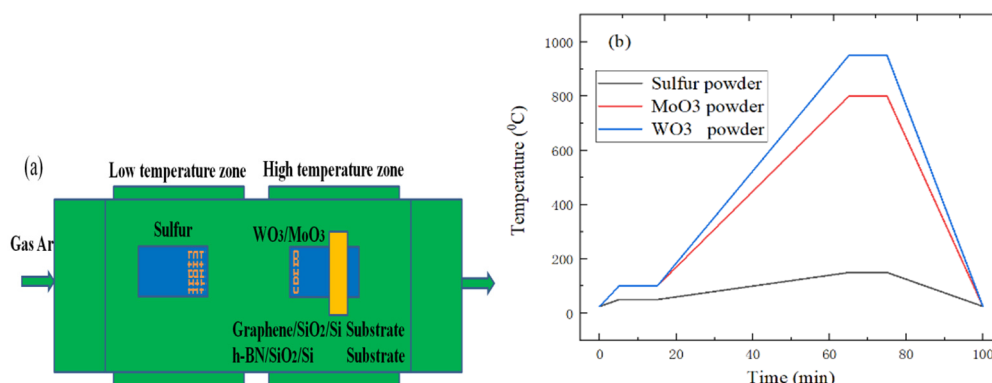 (a)
Low temperature zone
High temperature zone
Gas Ar
Sulfur
WO3/MoO3
Graphene/SiO2/Si Substrate
h-BN/SiO2/Si Substrate
(b)
Sulfur powder
MoO3 powder
WO3 powder
Temperature (⁰C)
1000
800
600
400
200
0
0 20 40 60 80 100
Time (min)